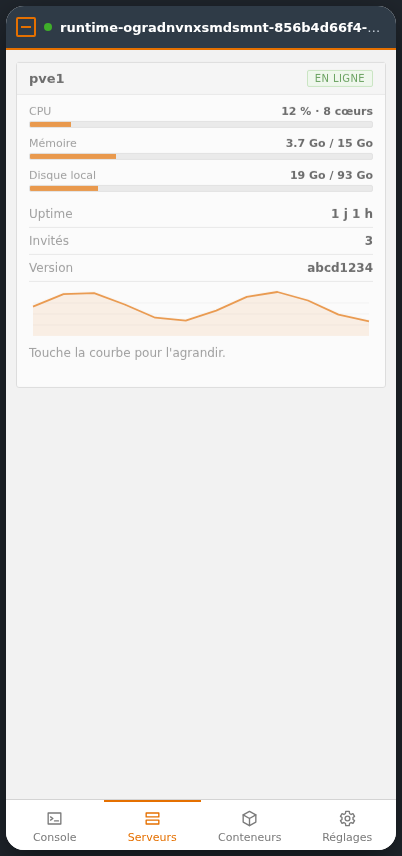 runtime-ogradnvnxsmdsmnt-856b4d66f4-...
pve1
EN LIGNE
CPU
12 % · 8 cœurs
Mémoire
3.7 Go / 15 Go
Disque local
19 Go / 93 Go
Uptime
1 j 1 h
Invités
3
Version
abcd1234
Touche la courbe pour l'agrandir.
Console
Serveurs
Conteneurs
Réglages